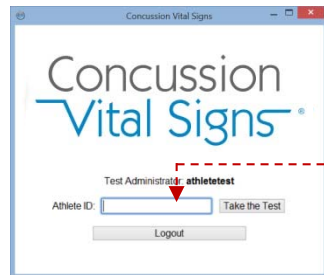 Concussion Vital Signs
Concussion
Vital Signs
Test Administrator: athletetest
Athlete ID:
Take the Test
Logout